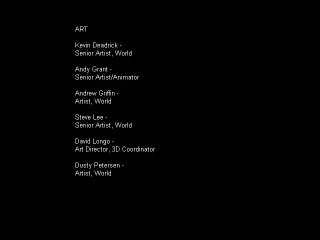 ART
Kevin Deadrick -
Senior Artist, World
Andy Grant -
Senior Artist/Animator
Andrew Griffin -
Artist, World
Steve Lee -
Senior Artist, World
David Longo -
Art Director, 3D Coordinator
Dusty Petersen -
Artist, World